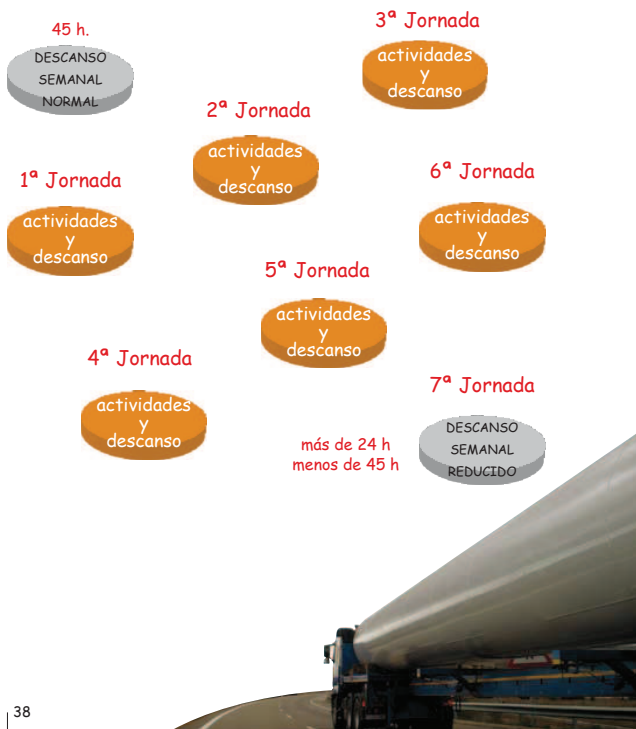 45 h.
DESCANSO
SEMANAL
NORMAL
1ª Jornada
actividades
y
descanso
2ª Jornada
actividades
y
descanso
3ª Jornada
actividades
y
descanso
4ª Jornada
actividades
y
descanso
5ª Jornada
actividades
y
descanso
6ª Jornada
actividades
y
descanso
7ª Jornada
más de 24 h
menos de 45 h
DESCANSO
SEMANAL
REDUCIDO
38